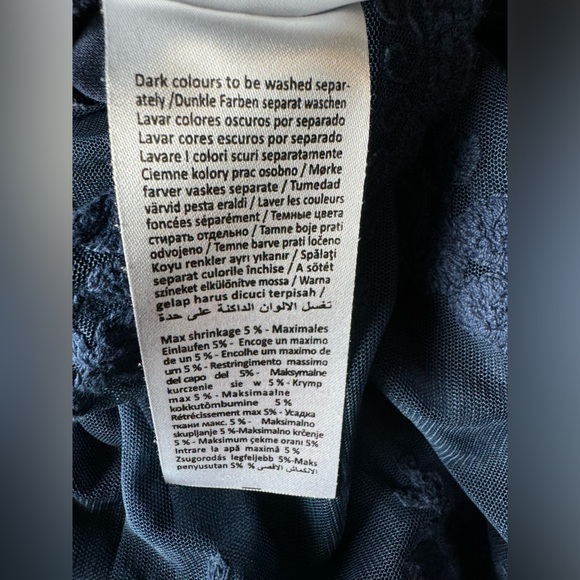 Dark colours to be washed separ-
ately /Dunkle Farben separat waschen
Lavar colores oscuros por separado
Lavar cores escuros por separado
Lavare I colori scuri separatamente
Ciemne kolory prac osobno / Mørke
farver vaskes separate / Tumedad
värvid pesta eraldi / Laver les couleurs
foncées séparément / Темные цвета
стирать отдельно / Tamne boje prati
odvojeno / Temne barve prati ločeno
Koyu renkler ayrı yıkanır / Spălaţi
separat culorile închise / A sötét
színeket elkülönítve mossa / Warna
gelap harus dicuci terpisah /
تغسل الالوان الداكنة على حدة
Max shrinkage 5 % - Maximales
Einlaufen 5% - Encoge un maximo
de un 5 % - Encolhe um maximo de
um 5 % - Restringimento massimo
del capo del 5% - Maksymalne
kurczenie sie w 5 % - Krymp
max 5 % - Maksimaalne
kokkutõmbumine 5 %
Rétrécissement max 5% - Усадка
ткани макс. 5 % - Maksimalno
skupljanje 5 % -Maksimalno krčenje
5 % - Maksimum çekme oranı 5%
Intrare la apă maximă 5 %
Zsugorodás legfeljebb 5% -Maks
penyusutan 5% الانكماش الاقصى 5 %